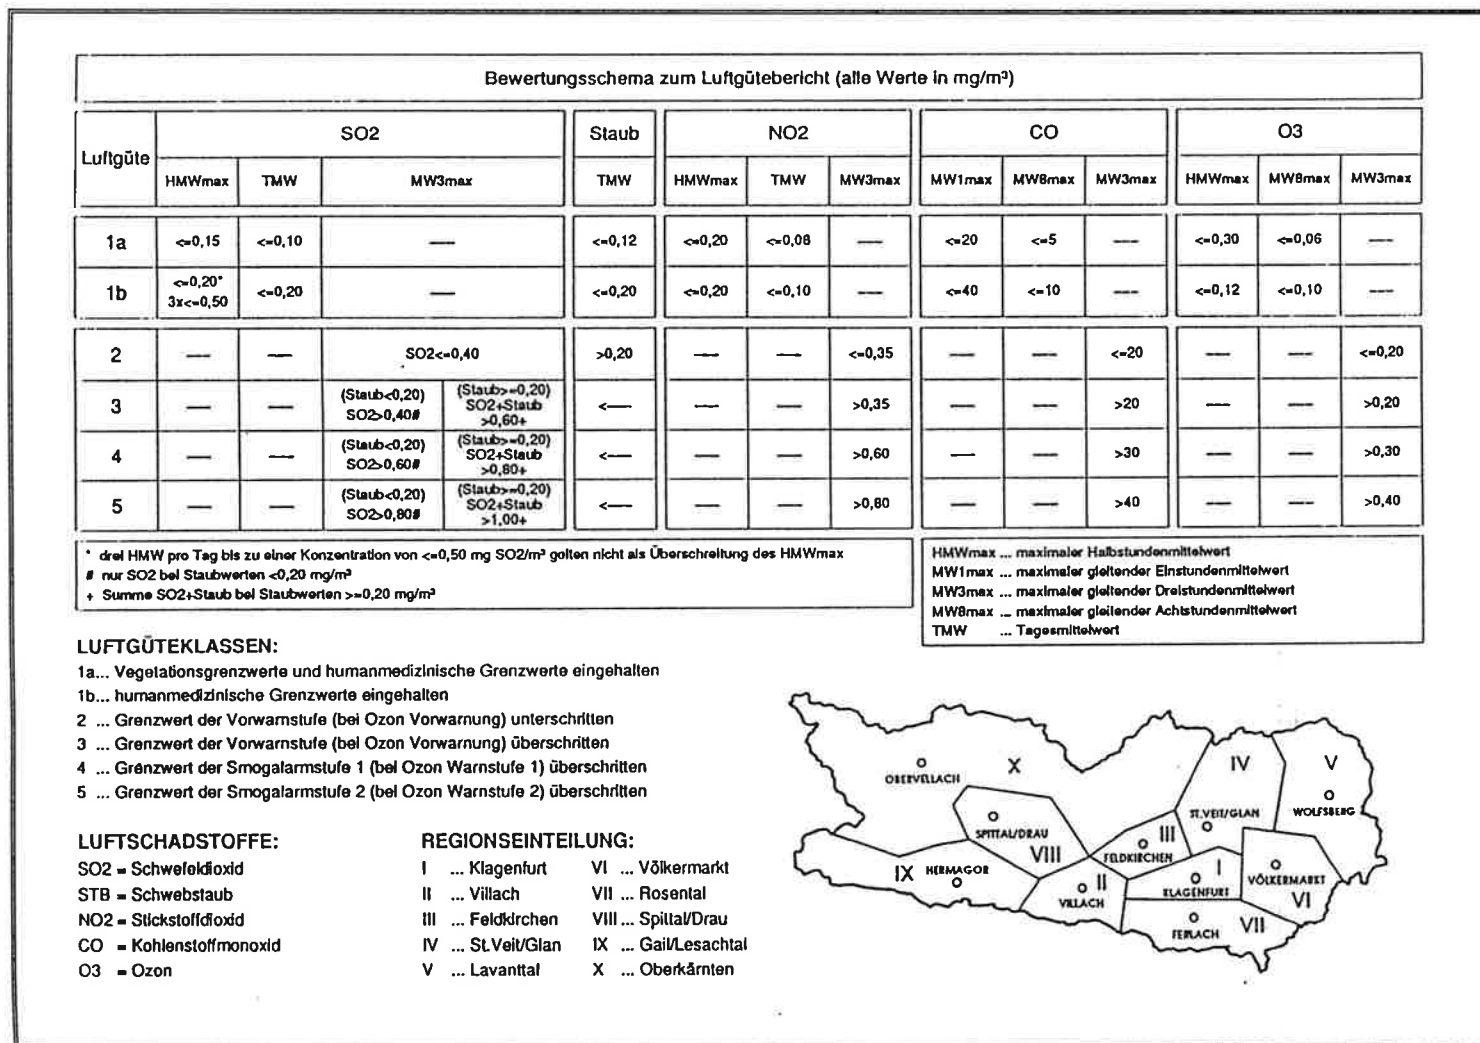 Bewertungsschema zum Luftgütebericht (alle Werte in mg/m³)
Luftgüte SO2 Staub NO2 CO O3
HMWmax TMW MW3max TMW HMWmax TMW MW3max MW1max MW8max MW3max HMWmax MW8max MW3max
1a <=0,15 <=0,10 — <=0,12 <=0,20 <=0,08 — <=20 <=5 — <=0,30 <=0,06 —
1b <=0,20* 3x<=0,50 <=0,20 — <=0,20 <=0,20 <=0,10 — <=40 <=10 — <=0,12 <=0,10 —
2 — — SO2<=0,40 >0,20 — — <=0,35 — — <=20 — — <=0,20
3 — — (Staub<0,20) SO2>0,40# (Staub>=0,20) SO2+Staub >0,60+ <— — — >0,35 — — >20 — — >0,20
4 — — (Staub<0,20) SO2>0,60# (Staub>=0,20) SO2+Staub >0,80+ <— — — >0,60 — — >30 — — >0,30
5 — — (Staub<0,20) SO2>0,80# (Staub>=0,20) SO2+Staub >1,00+ <— — — >0,80 — — >40 — — >0,40
* drei HMW pro Tag bis zu einer Konzentration von <=0,50 mg SO2/m³ gelten nicht als Überschreitung des HMWmax
# nur SO2 bei Staubwerten <0,20 mg/m³
+ Summe SO2+Staub bei Staubwerten >=0,20 mg/m³
HMWmax ... maximaler Halbstundenmittelwert
MW1max ... maximaler gleitender Einstundenmittelwert
MW3max ... maximaler gleitender Dreistundenmittelwert
MW8max ... maximaler gleitender Achtstundenmittelwert
TMW ... Tagesmittelwert
LUFTGÜTEKLASSEN:
1a... Vegetationsgrenzwerte und humanmedizinische Grenzwerte eingehalten
1b... humanmedizinische Grenzwerte eingehalten
2 ... Grenzwert der Vorwarnstufe (bei Ozon Vorwarnung) unterschritten
3 ... Grenzwert der Vorwarnstufe (bei Ozon Vorwarnung) überschritten
4 ... Grenzwert der Smogalarmstufe 1 (bei Ozon Warnstufe 1) überschritten
5 ... Grenzwert der Smogalarmstufe 2 (bei Ozon Warnstufe 2) überschritten
LUFTSCHADSTOFFE:
SO2 = Schwefeldioxid
STB = Schwebstaub
NO2 = Stickstoffdioxid
CO = Kohlenstoffmonoxid
O3 = Ozon
REGIONSEINTEILUNG:
I ... Klagenfurt VI ... Völkermarkt
II ... Villach VII ... Rosental
III ... Feldkirchen VIII ... Spittal/Drau
IV ... St.Veit/Glan IX ... Gail/Lesachtal
V ... Lavanttal X ... Oberkärnten
OBERVELLACH
X
IV
V
WOLFSBERG
ST.VEIT/GLAN
SPITTAL/DRAU
VIII
III
FELDKIRCHEN
IX
HERMAGOR
II
VILLACH
I
KLAGENFURT
VÖLKERMARKT
VI
FERLACH
VII